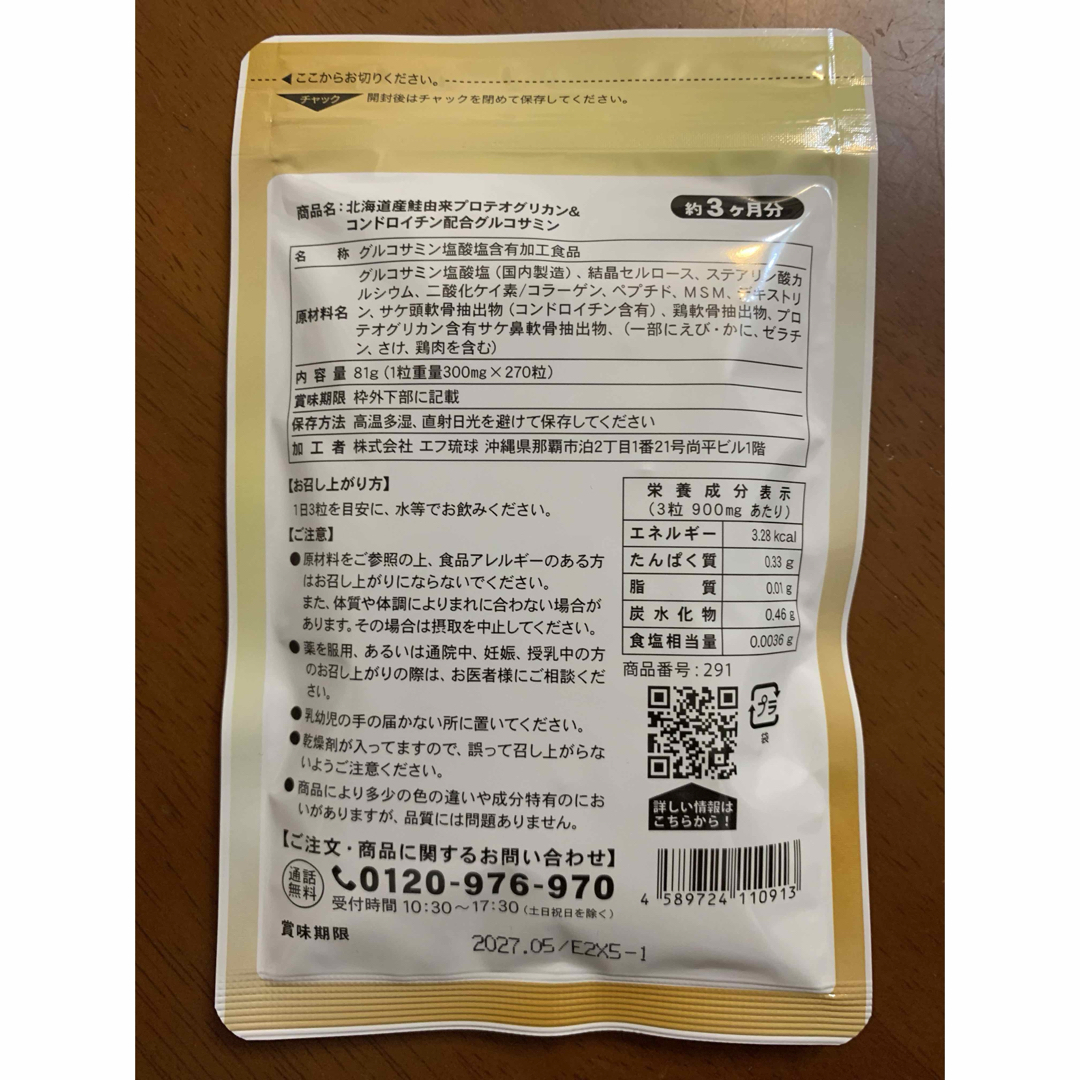 ここからお切りください。
チャック 開封後はチャックを閉めて保存してください。
商品名：北海道産鮭由来プロテオグリカン&
コンドロイチン配合グルコサミン
約3ヶ月分
名称 グルコサミン塩酸塩含有加工食品
原材料名 グルコサミン塩酸塩（国内製造）、結晶セルロース、ステアリン酸カ
ルシウム、二酸化ケイ素/コラーゲン、ペプチド、MSM、デキストリ
ン、サケ頭軟骨抽出物（コンドロイチン含有）、鶏軟骨抽出物、プロ
テオグリカン含有サケ鼻軟骨抽出物、（一部にえび・かに、ゼラチ
ン、さけ、鶏肉を含む）
内容量 81g（1粒重量300mg×270粒）
賞味期限 枠外下部に記載
保存方法 高温多湿、直射日光を避けて保存してください
加工者 株式会社 エフ琉球 沖縄県那覇市泊2丁目1番21号尚平ビル1階
【お召し上がり方】
1日3粒を目安に、水等でお飲みください。
【ご注意】
●原材料をご参照の上、食品アレルギーのある方
はお召し上がりにならないでください。
また、体質や体調によりまれに合わない場合が
あります。その場合は摂取を中止してください。
●薬を服用、あるいは通院中、妊娠、授乳中の方
のお召し上がりの際は、お医者様にご相談くだ
さい。
●乳幼児の手の届かない所に置いてください。
●乾燥剤が入ってますので、誤って召し上がらな
いようご注意ください。
●商品により多少の色の違いや成分特有のにお
いがありますが、品質には問題ありません。
栄養成分表示
（3粒 900mg あたり）
エネルギー 3.28kcal
たんぱく質 0.33g
脂質 0.01g
炭水化物 0.46g
食塩相当量 0.0036g
商品番号：291
プラ
袋
詳しい情報は
こちらから！
【ご注文・商品に関するお問い合わせ】
通話
無料
0120-976-970
受付時間 10:30～17:30（土日祝日を除く）
4 589724 110913
賞味期限
2027.05/E2X5-1